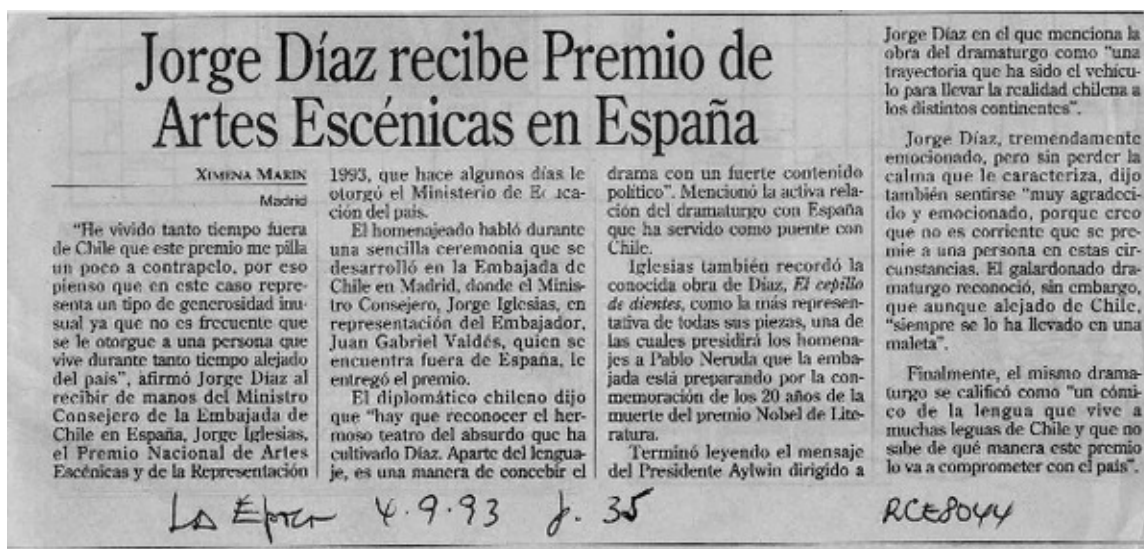 Jorge Díaz recibe Premio de
Artes Escénicas en España
XIMENA MARIN
Madrid
"He vivido tanto tiempo fuera
de Chile que este premio me pilla
un poco a contrapelo, por eso
pienso que en este caso repre-
senta un tipo de generosidad inu-
sual ya que no es frecuente que
se le otorgue a una persona que
vive durante tanto tiempo alejado
del país", afirmó Jorge Díaz al
recibir de manos del Ministro
Consejero de la Embajada de
Chile en España, Jorge Iglesias,
el Premio Nacional de Artes
Escénicas y de la Representación
1993, que hace algunos días le
otorgó el Ministerio de
ción del país.
El homenajeado habló durante
una sencilla ceremonia que se
desarrolló en la Embajada de
Chile en Madrid, donde el Minis-
tro Consejero, Jorge Iglesias, en
representación del Embajador,
Juan Gabriel Valdés, quien se
encuentra fuera de España, le
entregó el premio.
El diplomático chileno dijo
que "hay que reconocer el her-
moso teatro del absurdo que ha
cultivado Díaz. Aparte del lengua-
je, es una manera de concebir el
drama con un fuerte contenido
político". Mencionó la activa rela-
ción del dramaturgo con España
que ha servido como puente con
Chile.
Iglesias también recordó la
conocida obra de Díaz, El cepillo
de dientes, como la más represen-
tativa de todas sus piezas, una de
las cuales presidirá los homena-
jes a Pablo Neruda que la emba-
jada está preparando por la con-
memoración de los 20 años de la
muerte del premio Nobel de Lite-
ratura.
Terminó leyendo el mensaje
del Presidente Aylwin dirigido a
Jorge Díaz en el que menciona la
obra del dramaturgo como "una
trayectoria que ha sido el vehícu-
lo para llevar la realidad chilena a
los distintos continentes".
Jorge Díaz, tremendamente
emocionado, pero sin perder la
calma que le caracteriza, dijo
también sentirse "muy agradeci-
do y emocionado, porque creo
que no es corriente que se pre-
mie a una persona en estas cir-
cunstancias. El galardonado dra-
maturgo reconoció, sin embargo,
que aunque alejado de Chile,
"siempre se lo ha llevado en una
maleta".
Finalmente, el mismo drama-
turgo se calificó como "un cómi-
co de la lengua que vive a
muchas leguas de Chile y que no
sabe de qué manera este premio
lo va a comprometer con el país".
La Epoca 4.9.93 p. 35
RCE8044